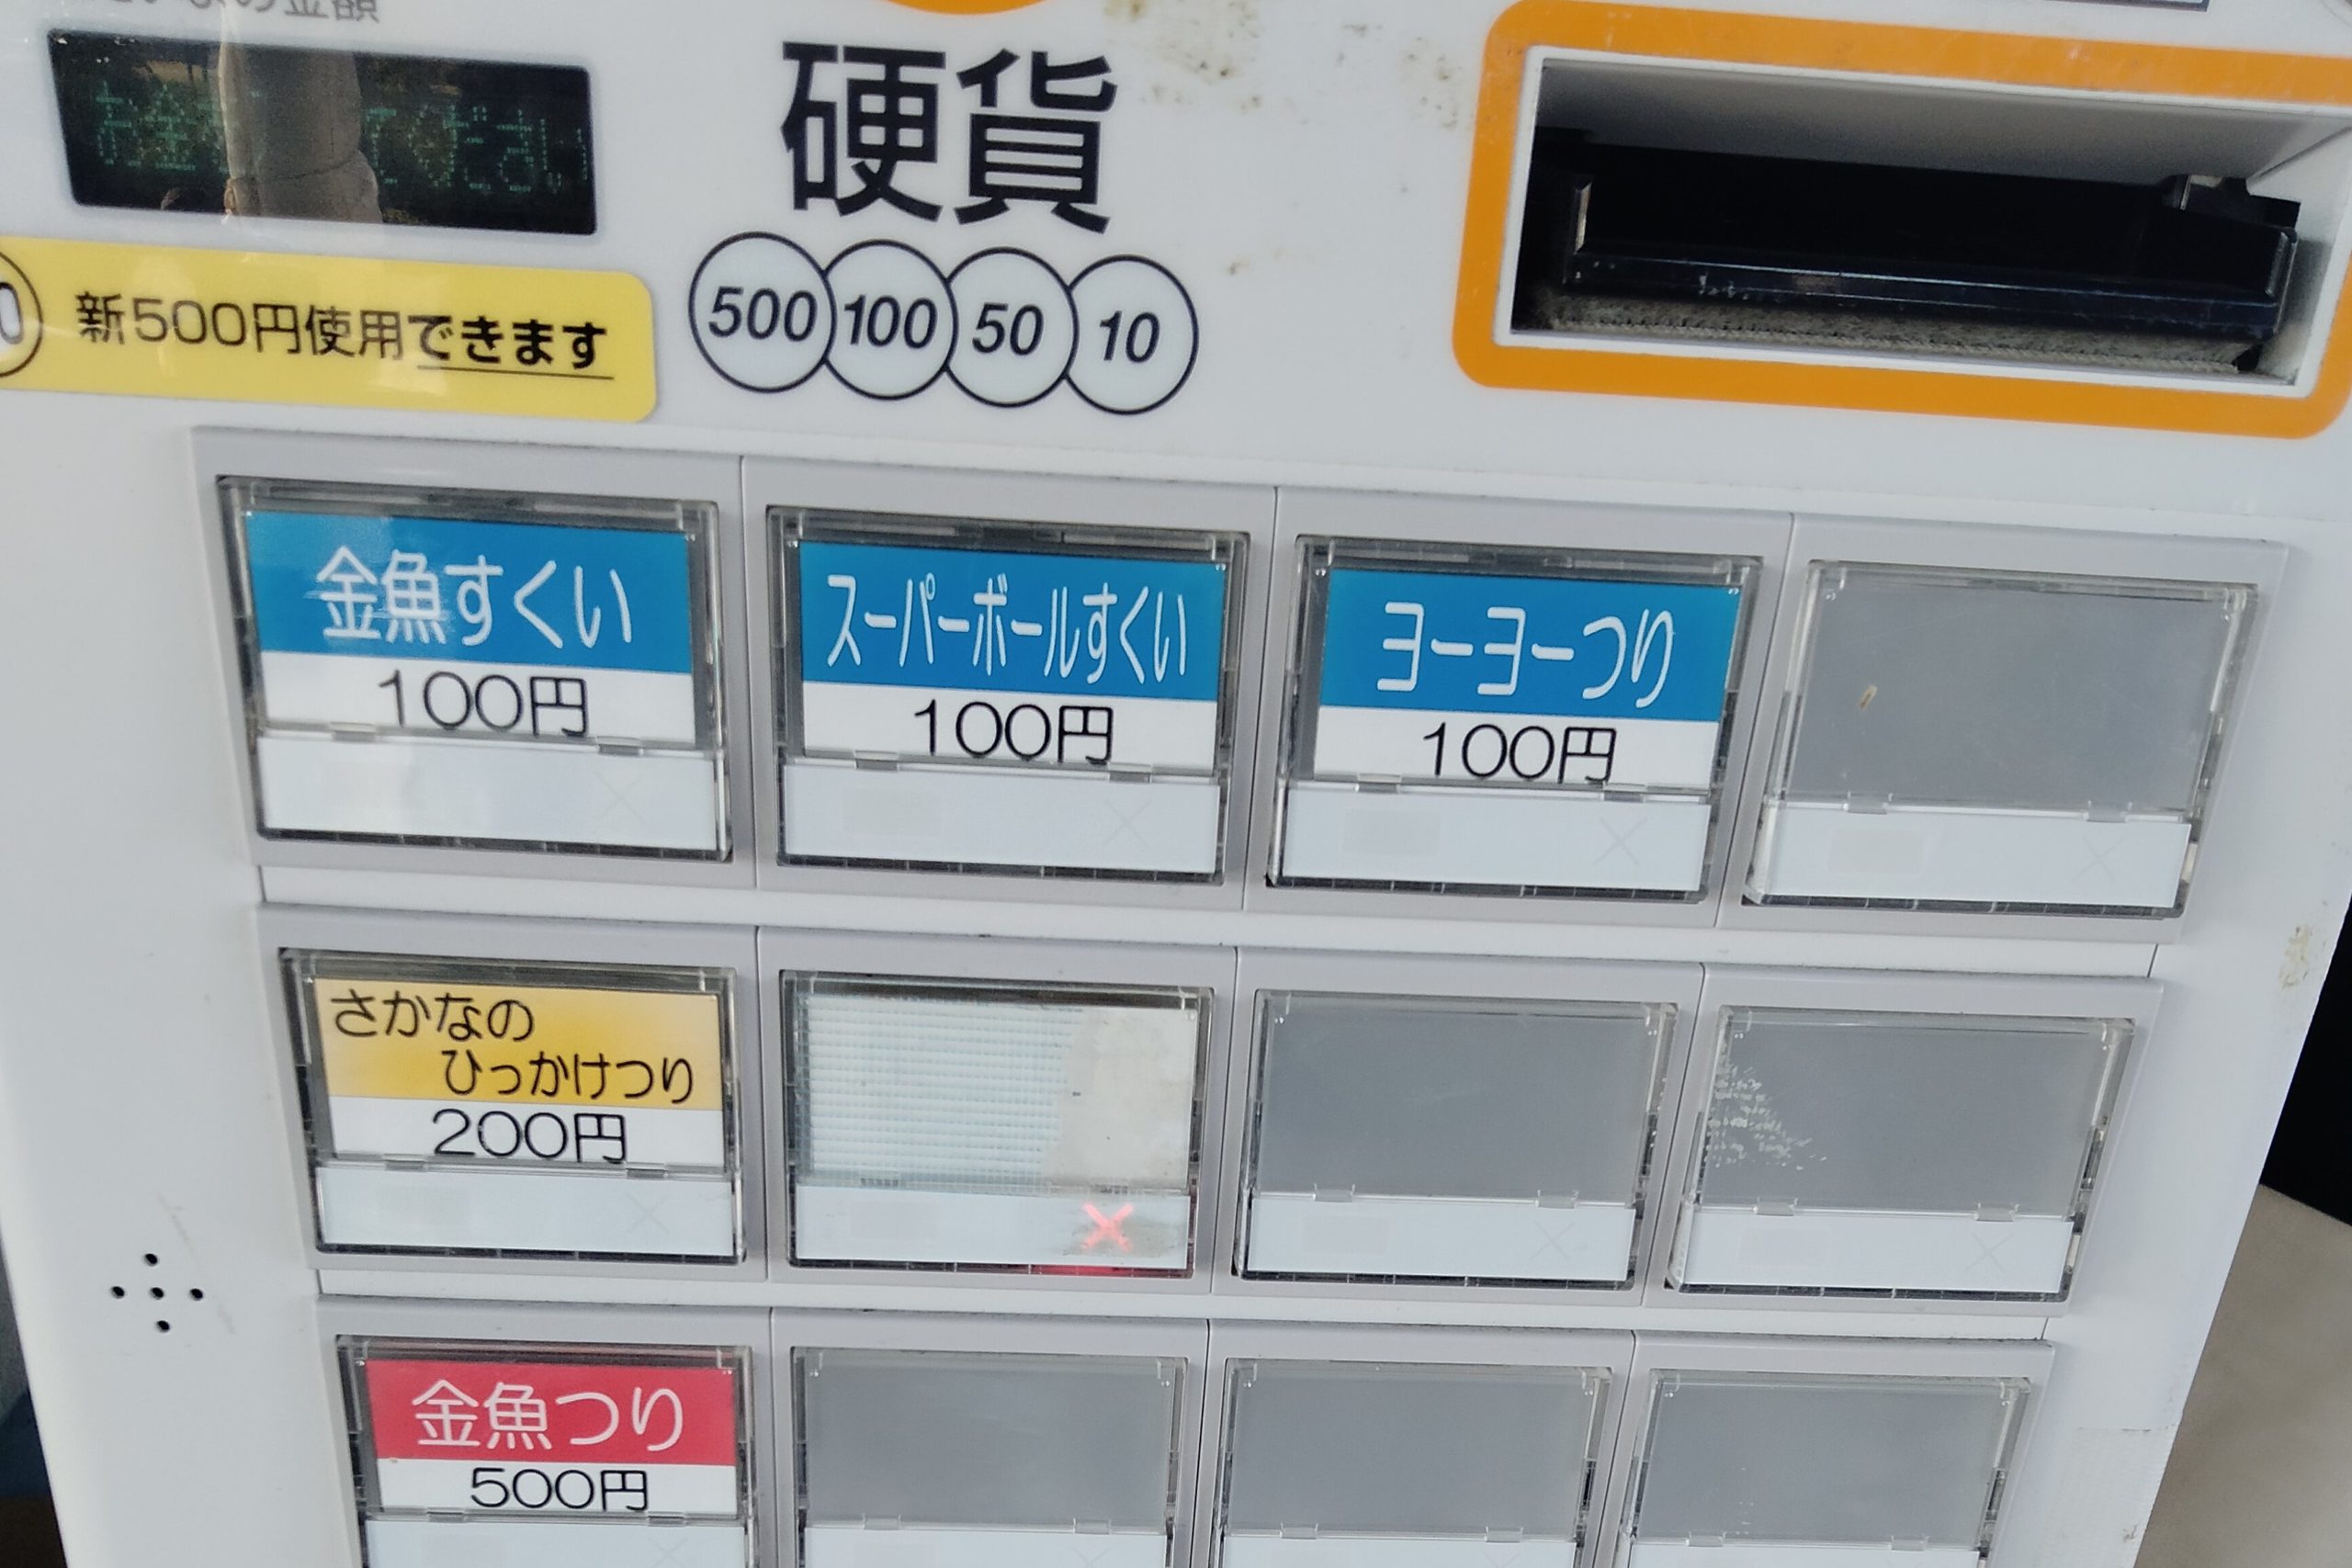 金額
硬貨
500 100 50 10
新500円使用できます
金魚すくい
100円
スーパーボールすくい
100円
ヨーヨーつり
100円
さかなの
ひっかけつり
200円
×
金魚つり
500円